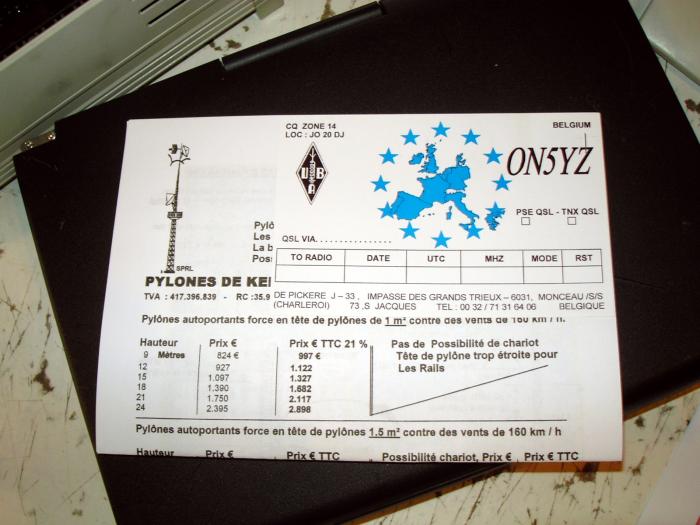 CQ ZONE 14
LOC : JO 20 DJ
BELGIUM
U B A
ON5YZ
PSE QSL - TNX QSL
Pylô
Les
La b
Pos
QSL VIA. . . . . . . . . . . . . . .
TO RADIO DATE UTC MHZ MODE RST
SPRL
PYLONES DE KE
TVA : 417.396.839 - RC :35.9
DE PICKERE J – 33 , IMPASSE DES GRANDS TRIEUX – 6031, MONCEAU /S/S
(CHARLEROI) 73 ,S JACQUES TEL : 00 32 / 71 31 64 06 BELGIQUE
Pylônes autoportants force en tête de pylônes de 1 m² contre des vents de 160 km / h.
Hauteur Prix € Prix € TTC 21 % Pas de Possibilité de chariot
9 Mètres 824 € 997 € Tête de pylône trop étroite pour
12 927 1.122 Les Rails
15 1.097 1.327
18 1.390 1.682
21 1.750 2.117
24 2.395 2.898
Pylônes autoportants force en tête de pylônes 1.5 m² contre des vents de 160 km / h
Hauteur Prix € Prix € TTC Possibilité chariot, Prix € , Prix € TTC